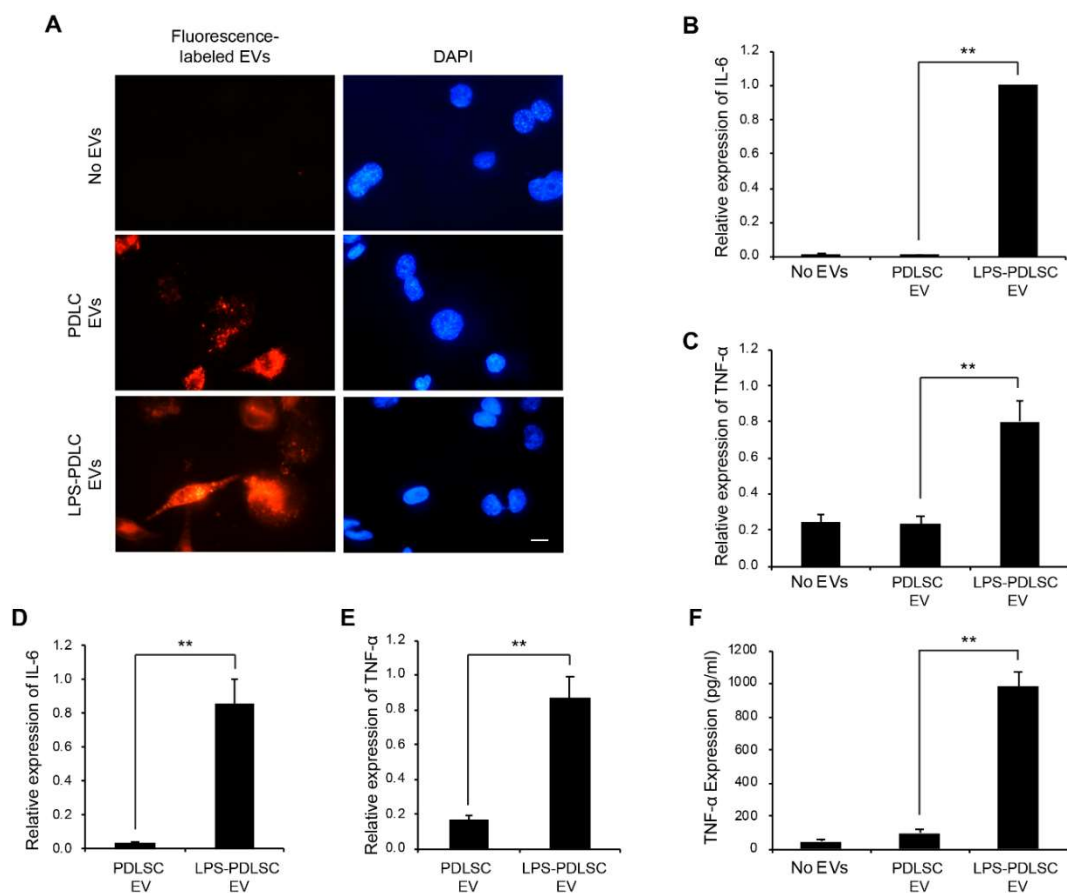 A
Fluorescence-
labeled EVs
DAPI
No EVs
PDLC
EVs
LPS-PDLC
EVs
B
Relative expression of IL-6
1.2
1.0
0.8
0.6
0.4
0.2
0.0
**
No EVs
PDLSC
EV
LPS-PDLSC
EV
C
Relative expression of TNF-α
1.2
1.0
0.8
0.6
0.4
0.2
0.0
**
No EVs
PDLSC
EV
LPS-PDLSC
EV
D
Relative expression of IL-6
1.2
1.0
0.8
0.6
0.4
0.2
0.0
**
PDLSC
EV
LPS-PDLSC
EV
E
Relative expression of TNF-α
1.2
1.0
0.8
0.6
0.4
0.2
0.0
**
PDLSC
EV
LPS-PDLSC
EV
F
TNF-α Expression (pg/ml)
1200
1000
800
600
400
200
0
**
No EVs
PDLSC
EV
LPS-PDLSC
EV